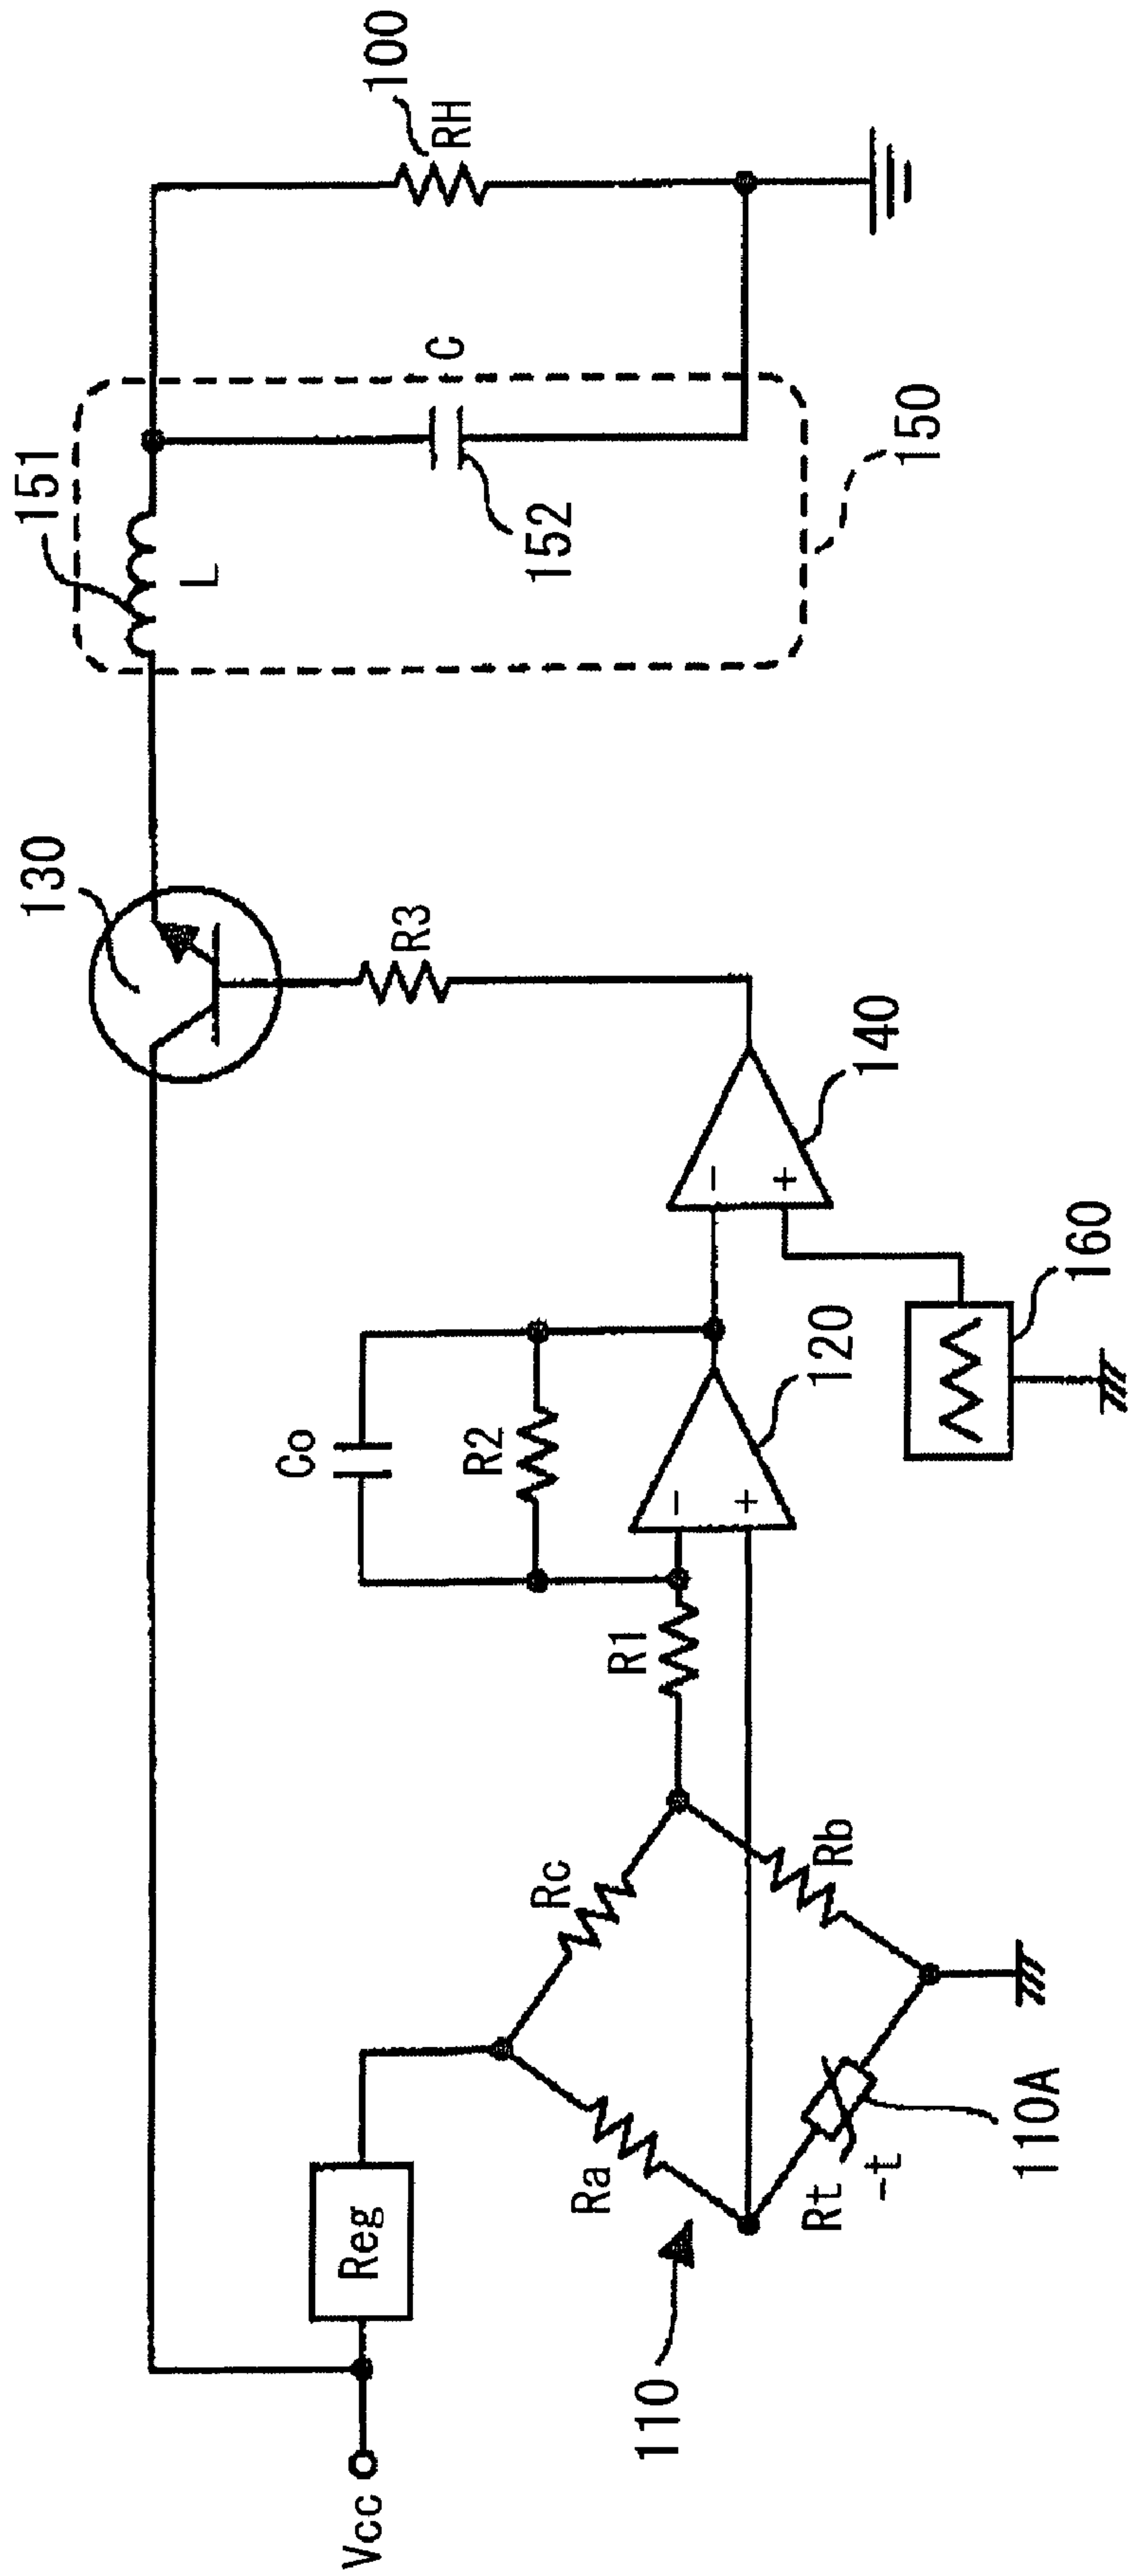 Vcc
Reg
110
Ra
Rc
Rt
-t
110A
Rb
R1
R2
Co
-
+
120
160
-
+
140
R3
130
151
L
C
152
150
RH
100